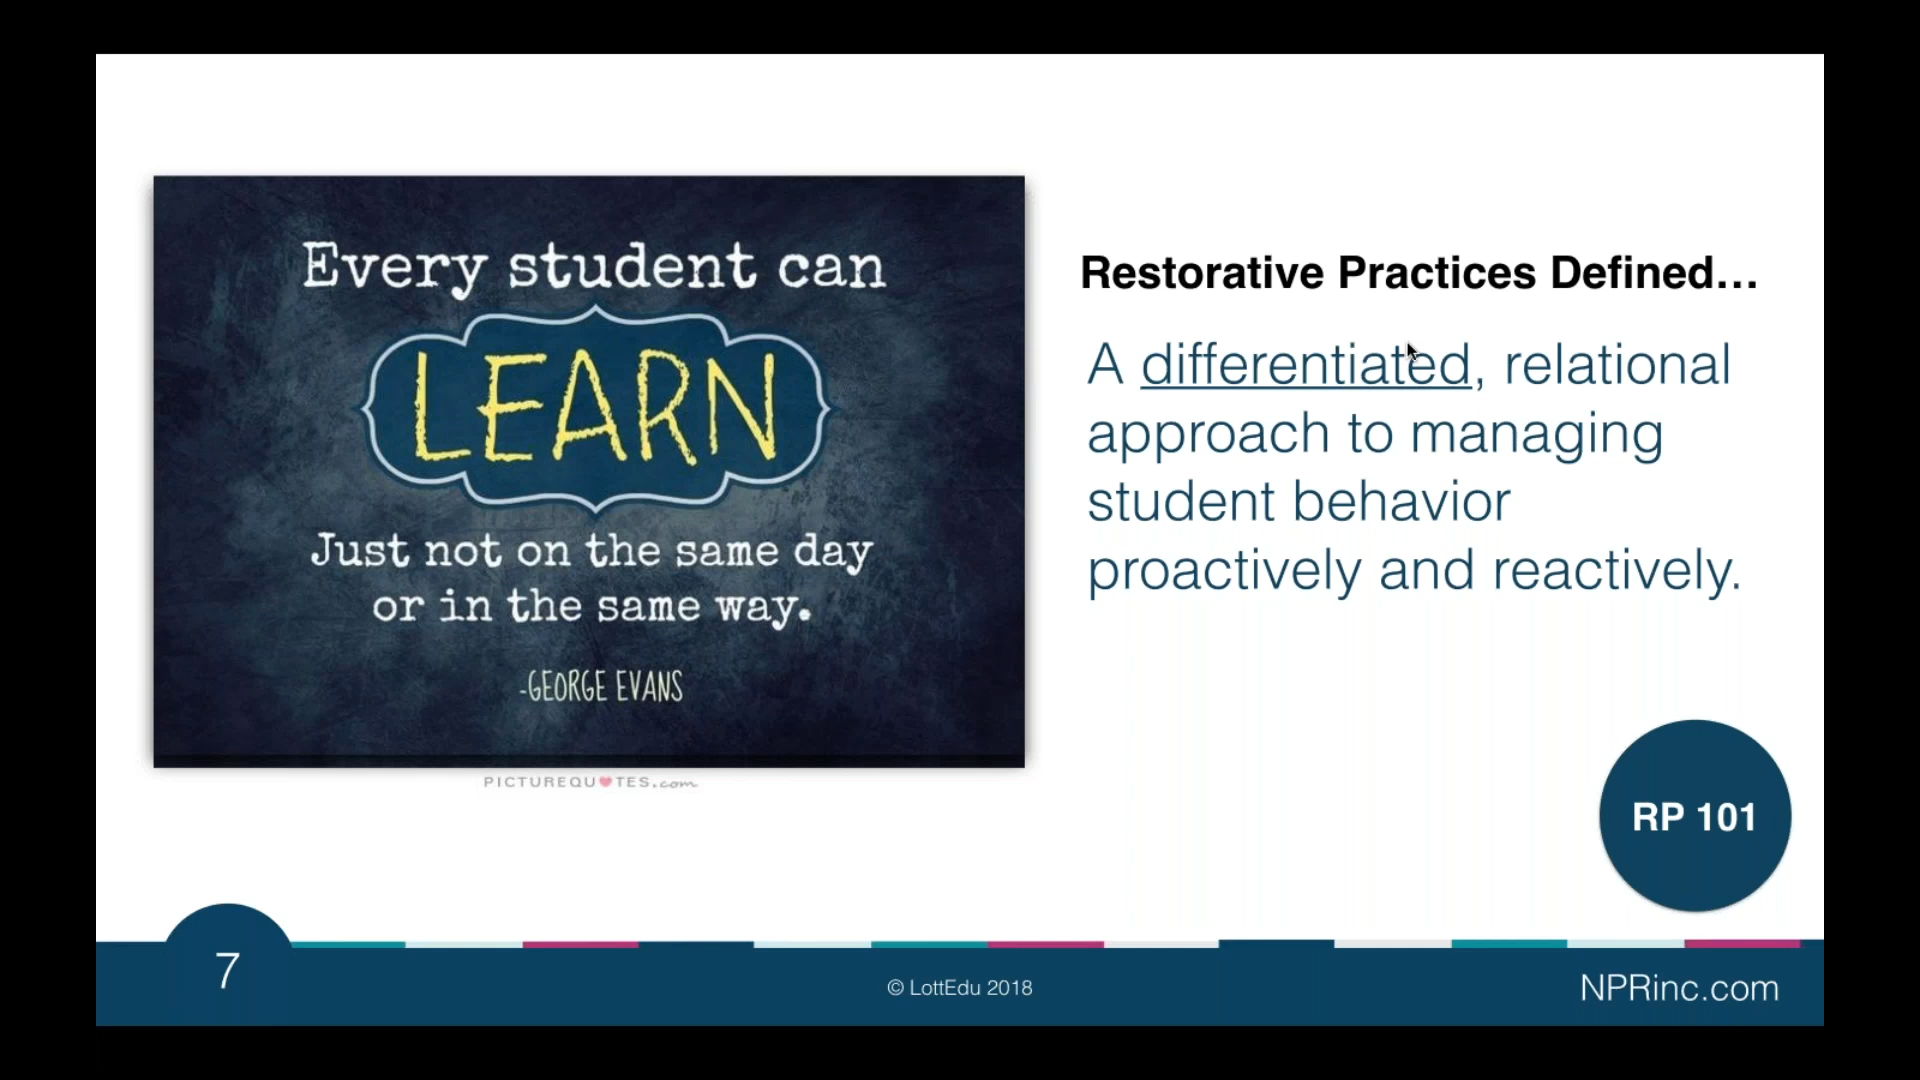 Every student can
LEARN
Just not on the same day
or in the same way.
-GEORGE EVANS
PICTUREQU♥TES.com
Restorative Practices Defined...
A differentiated, relational
approach to managing
student behavior
proactively and reactively.
RP 101
7
© LottEdu 2018
NPRinc.com